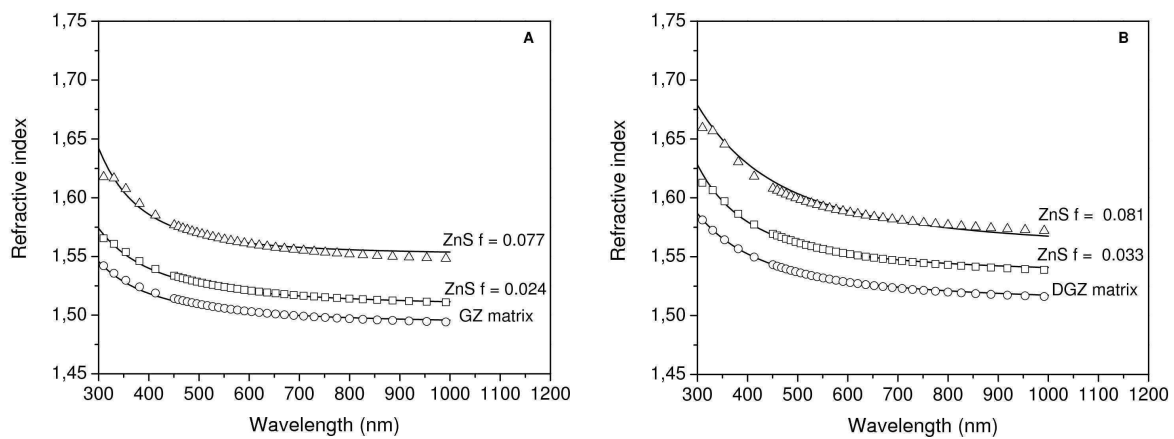 A
Refractive index
1,75
1,70
1,65
1,60
1,55
1,50
1,45
ZnS f = 0.077
ZnS f = 0.024
GZ matrix
300 400 500 600 700 800 900 1000 1100 1200
Wavelength (nm)
B
Refractive index
1,75
1,70
1,65
1,60
1,55
1,50
1,45
ZnS f = 0.081
ZnS f = 0.033
DGZ matrix
300 400 500 600 700 800 900 1000 1100 1200
Wavelength (nm)